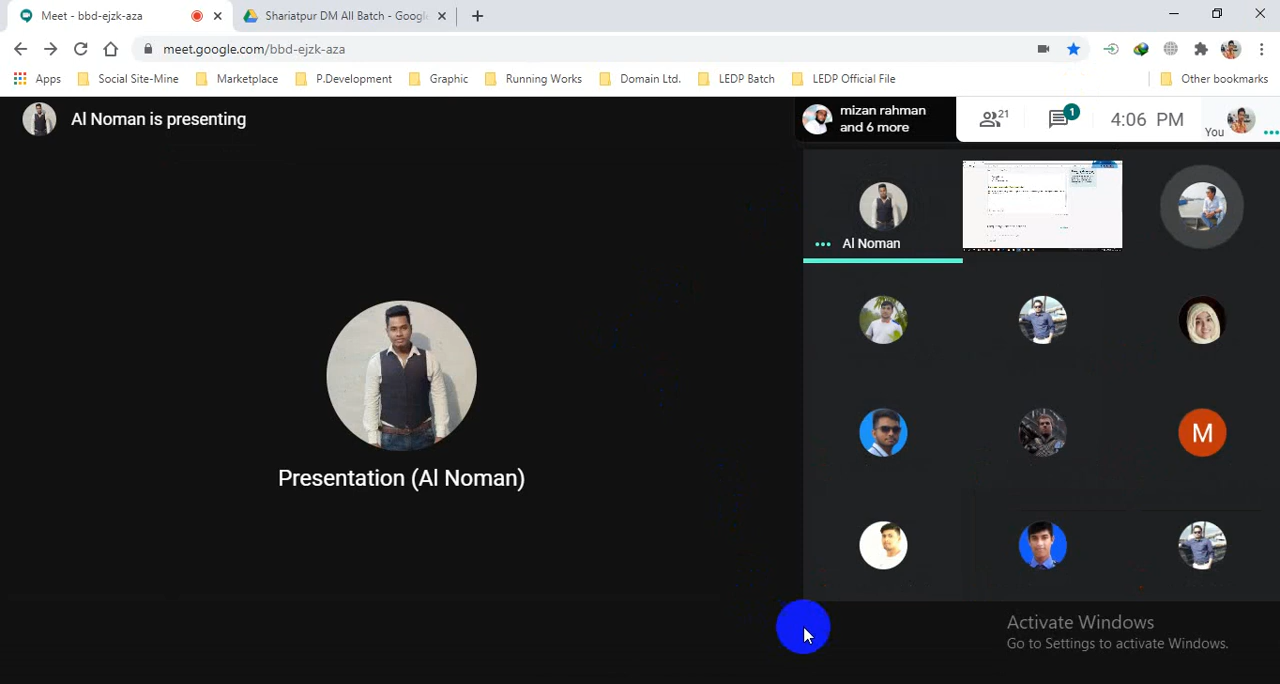 Meet - bbd-ejzk-aza
Shariatpur DM All Batch - Google
meet.google.com/bbd-ejzk-aza
Apps
Social Site-Mine
Marketplace
P.Development
Graphic
Running Works
Domain Ltd.
LEDP Batch
LEDP Official File
Other bookmarks
Al Noman is presenting
mizan rahman
and 6 more
21
1
4:06 PM
You
Al Noman
M
Presentation (Al Noman)
Activate Windows
Go to Settings to activate Windows.